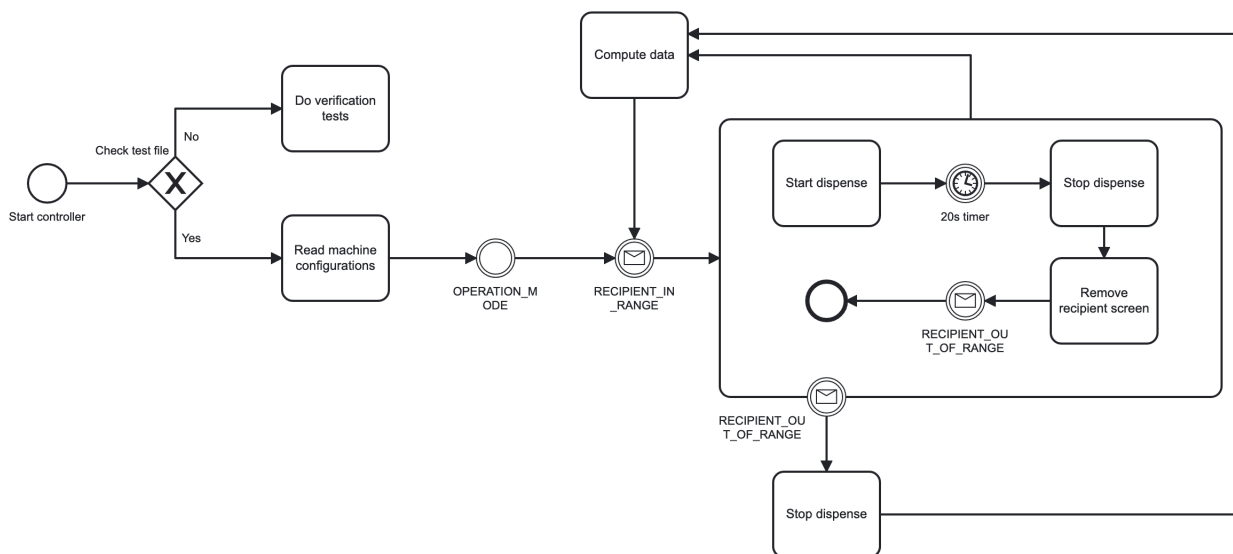 Compute data
Do verification
tests
No
Check test file
Start controller
Yes
Read machine
configurations
OPERATION_M
ODE
RECIPIENT_IN
_RANGE
Start dispense
20s timer
Stop dispense
Remove
recipient screen
RECIPIENT_OU
T_OF_RANGE
RECIPIENT_OU
T_OF_RANGE
Stop dispense